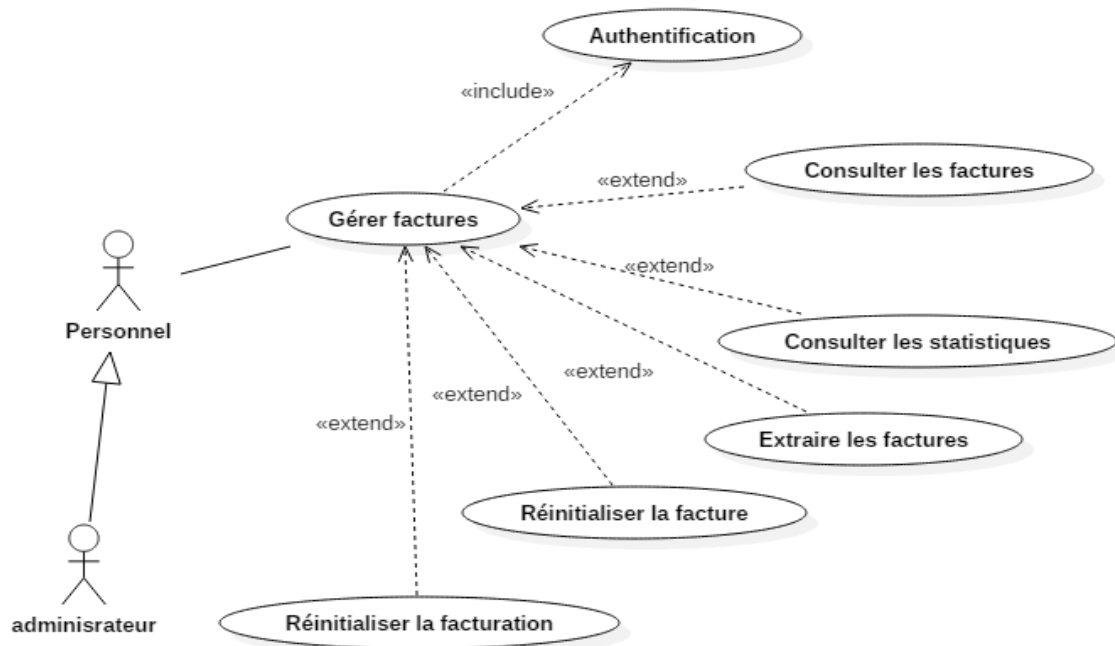 Authentification
«include»
Consulter les factures
«extend»
Gérer factures
«extend»
Personnel
Consulter les statistiques
«extend»
«extend»
«extend»
Extraire les factures
Réinitialiser la facture
Réinitialiser la facturation
adminisrateur